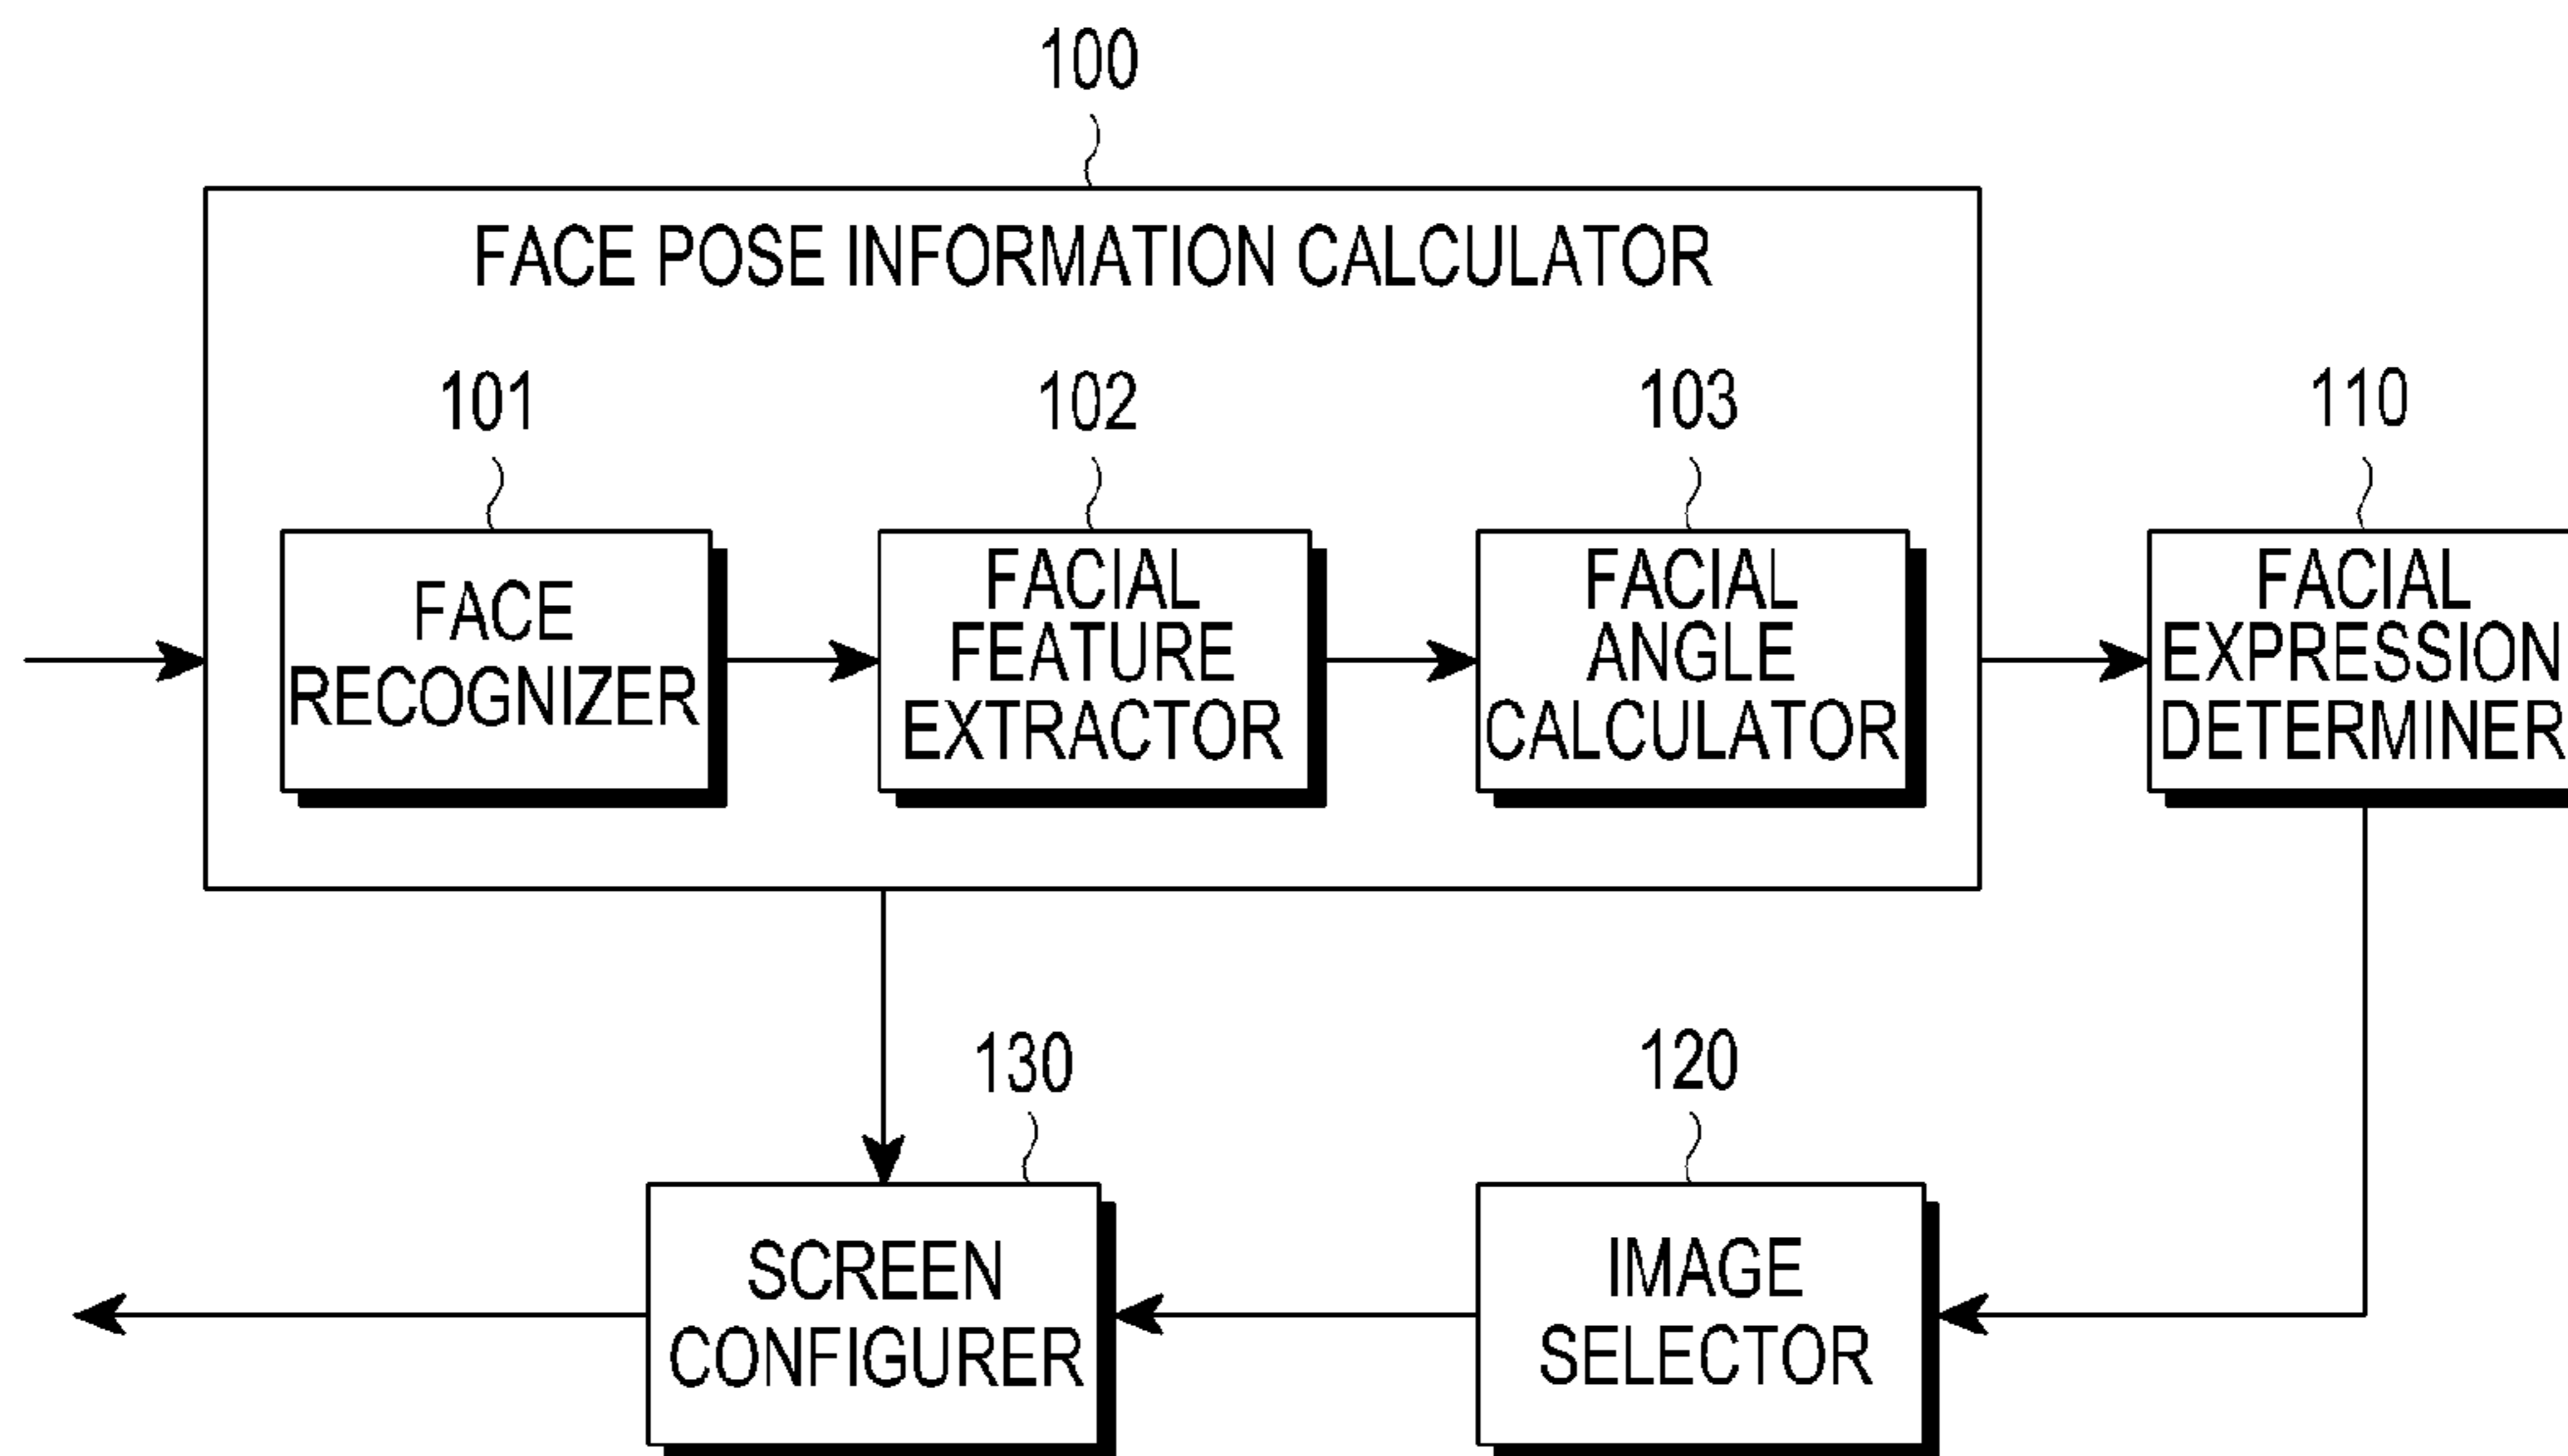 100
FACE POSE INFORMATION CALCULATOR
101
102
103
110
FACE
RECOGNIZER
FACIAL
FEATURE
EXTRACTOR
FACIAL
ANGLE
CALCULATOR
FACIAL
EXPRESSION
DETERMINER
130
120
SCREEN
CONFIGURER
IMAGE
SELECTOR